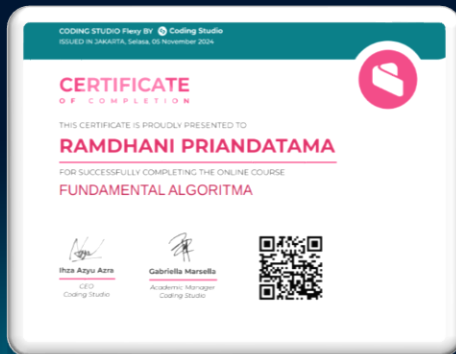 CODING STUDIO Flexy BY Coding Studio
ISSUED IN JAKARTA, Selasa, 05 November 2024
CERTIFICATE
OF COMPLETION
THIS CERTIFICATE IS PROUDLY PRESENTED TO
RAMDHANI PRIANDATAMA
FOR SUCCESSFULLY COMPLETING THE ONLINE COURSE
FUNDAMENTAL ALGORITMA
Ihza Azyu Azra
CEO
Coding Studio
Gabriella Marsella
Academic Manager
Coding Studio